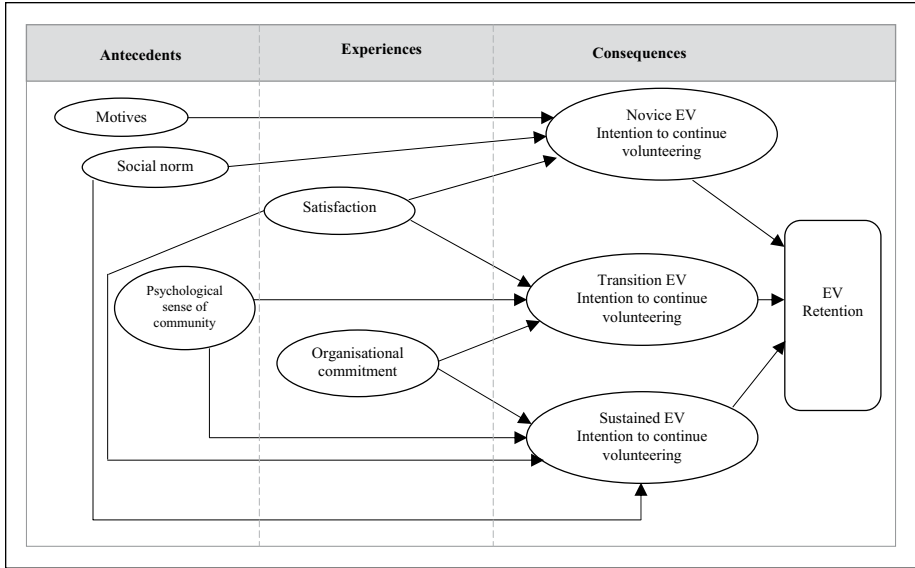 Antecedents
Experiences
Consequences
Motives
Novice EV
Intention to continue
volunteering
Social norm
Satisfaction
Psychological
sense of
community
Transition EV
Intention to continue
volunteering
EV
Retention
Organisational
commitment
Sustained EV
Intention to continue
volunteering